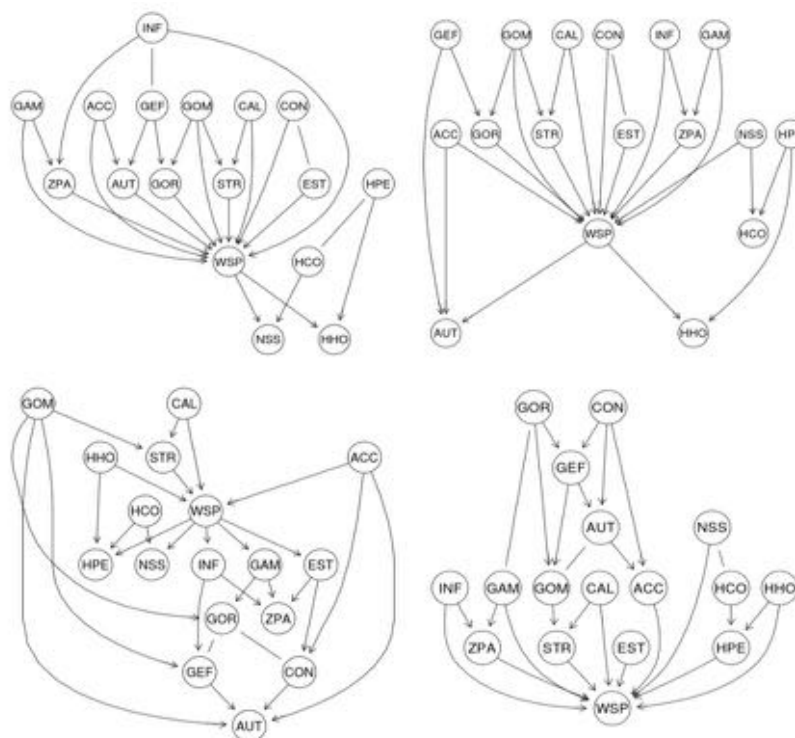 INF
GAM ACC GEF GOM CAL CON
ZPA AUT GOR STR EST HPE
WSP HCO
NSS HHO
GEF GOM CAL CON INF GAM
ACC GOR STR EST ZPA NSS HP
WSP HCO
AUT HHO
GOM CAL
HHO STR ACC
HCO WSP
HPE NSS INF GAM EST
GOR ZPA
GEF CON
AUT
GOR CON
GEF
AUT NSS
INF GAM GOM CAL ACC HCO HHO
ZPA STR EST HPE
WSP